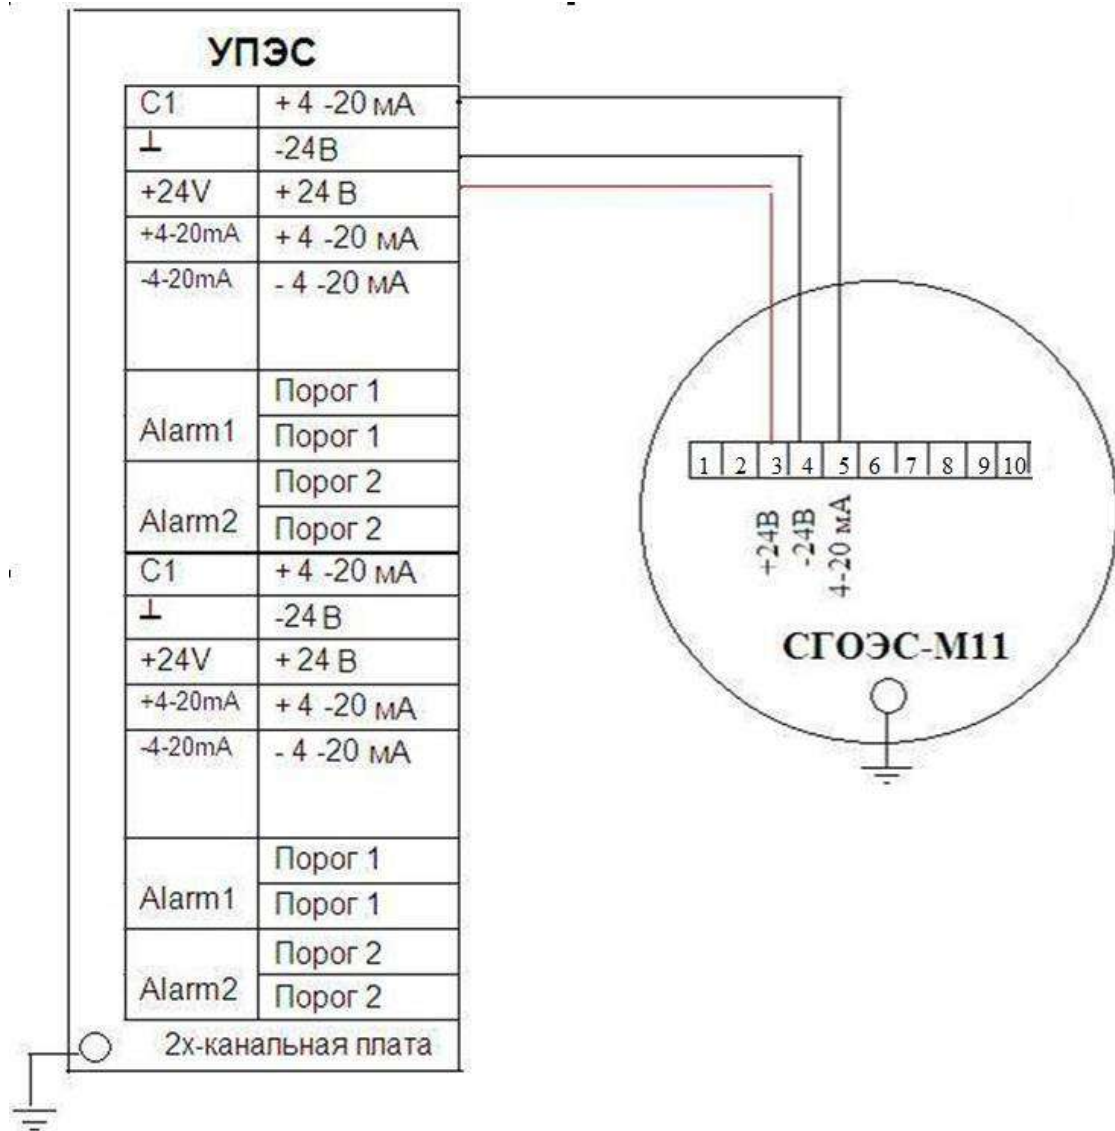 УПЭС
С1 +4 -20 мА
⊥ -24В
+24V +24 В
+4-20mA +4 -20 мА
-4-20mA - 4 -20 мА
Порог 1
Alarm1 Порог 1
Порог 2
Alarm2 Порог 2
С1 +4 -20 мА
⊥ -24 В
+24V +24 В
+4-20mA +4 -20 мА
-4-20mA - 4 -20 мА
Порог 1
Alarm1 Порог 1
Порог 2
Alarm2 Порог 2
2х-канальная плата
1 2 3 4 5 6 7 8 9 10
+24В
-24В
4-20 мА
СГОЭС-М11